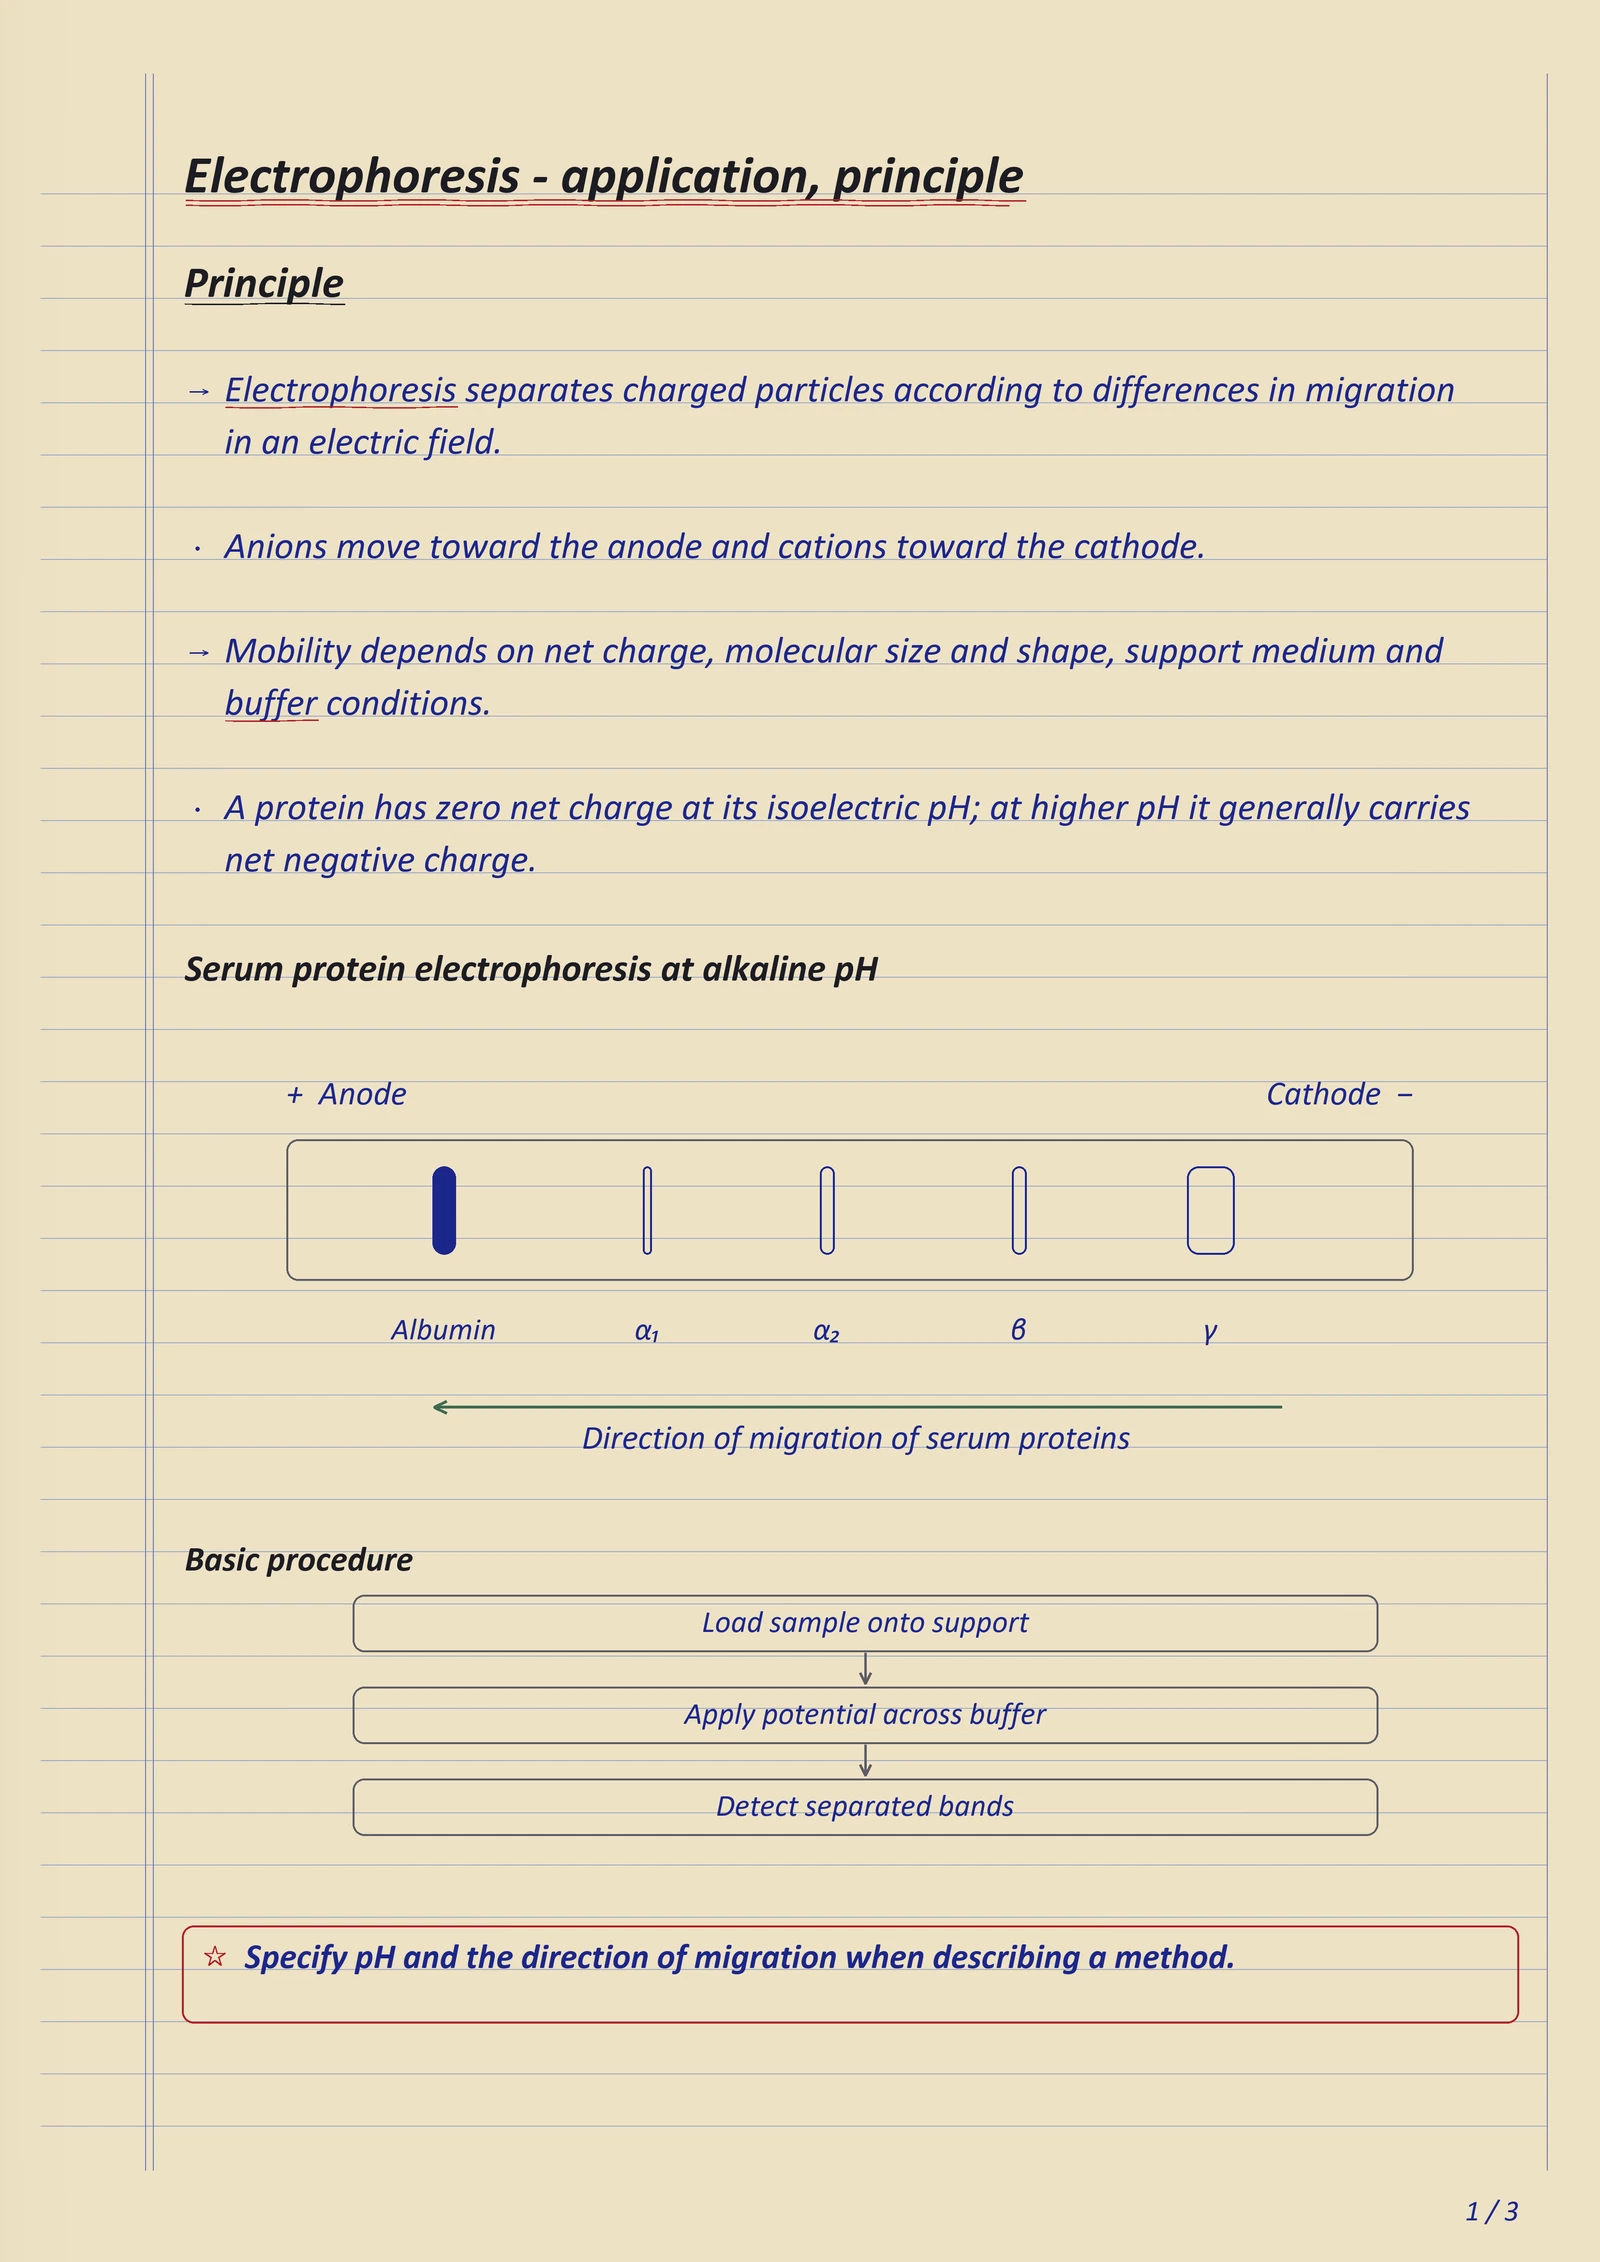 Electrophoresis - application, principle
Principle
→ Electrophoresis separates charged particles according to differences in migration
in an electric field.
· Anions move toward the anode and cations toward the cathode.
→ Mobility depends on net charge, molecular size and shape, support medium and
buffer conditions.
· A protein has zero net charge at its isoelectric pH; at higher pH it generally carries
net negative charge.
Serum protein electrophoresis at alkaline pH
+ Anode Cathode −
Albumin α₁ α₂ β γ
Direction of migration of serum proteins
Basic procedure
Load sample onto support
Apply potential across buffer
Detect separated bands
☆ Specify pH and the direction of migration when describing a method.
1 / 3